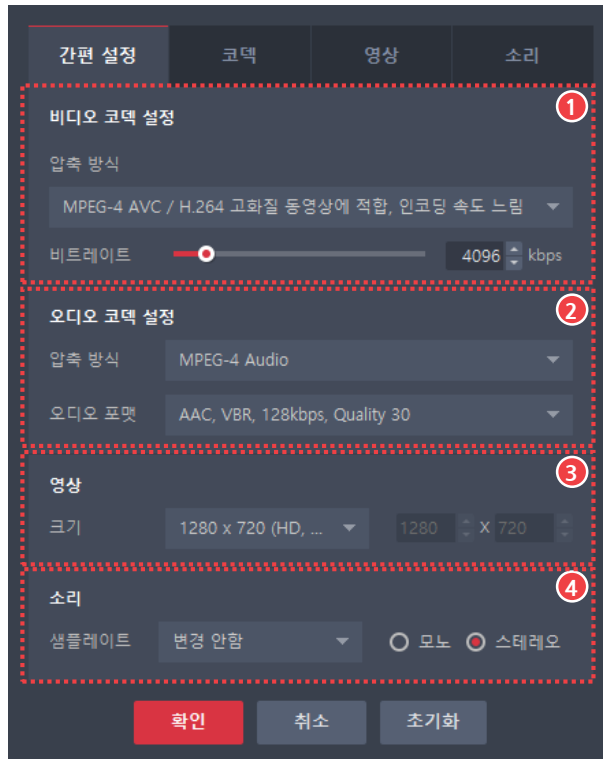 간편 설정 코덱 영상 소리
1
비디오 코덱 설정
압축 방식
MPEG-4 AVC / H.264 고화질 동영상에 적합, 인코딩 속도 느림
비트레이트 4096 kbps
2
오디오 코덱 설정
압축 방식 MPEG-4 Audio
오디오 포맷 AAC, VBR, 128kbps, Quality 30
3
영상
크기 1280 x 720 (HD, ... 1280 X 720
4
소리
샘플레이트 변경 안함 모노 스테레오
확인 취소 초기화